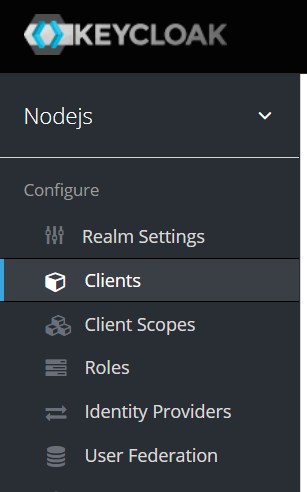 KEYCLOAK
Nodejs
Configure
Realm Settings
Clients
Client Scopes
Roles
Identity Providers
User Federation